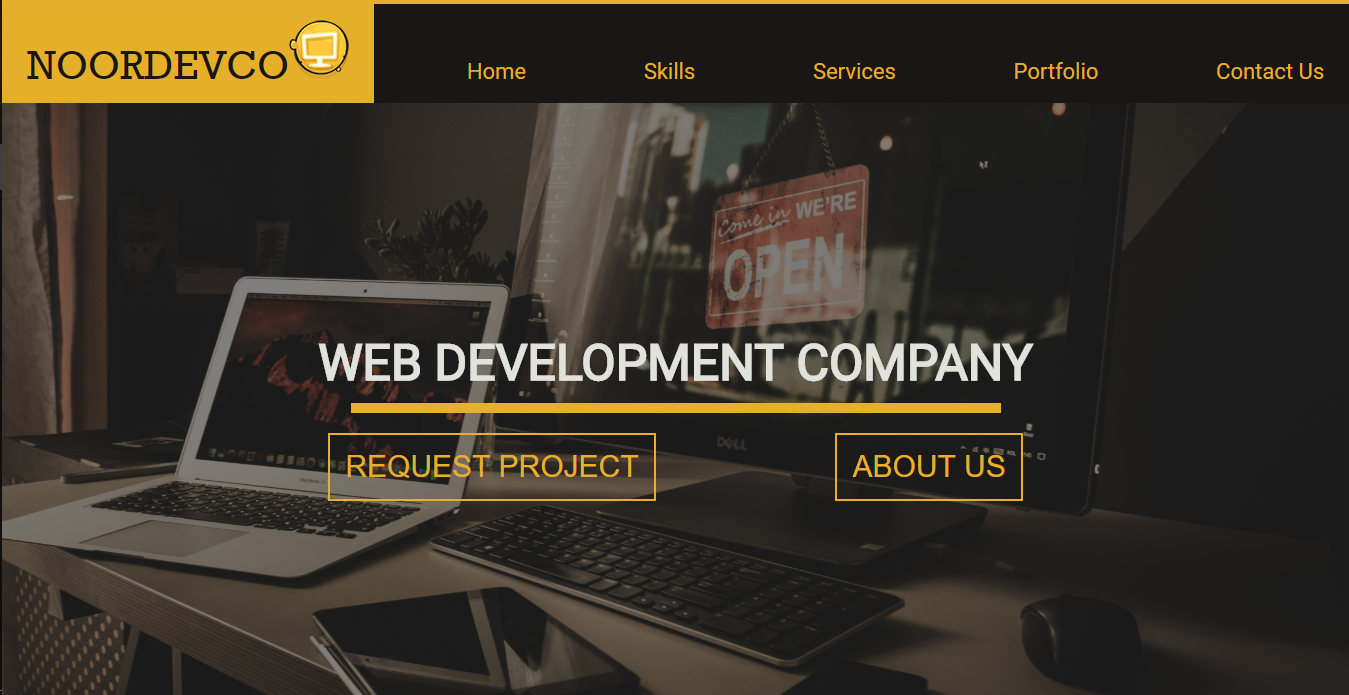 NOORDEVCO
Home Skills Services Portfolio Contact Us
Come in WE'RE
OPEN
WEB DEVELOPMENT COMPANY
DELL
REQUEST PROJECT ABOUT US